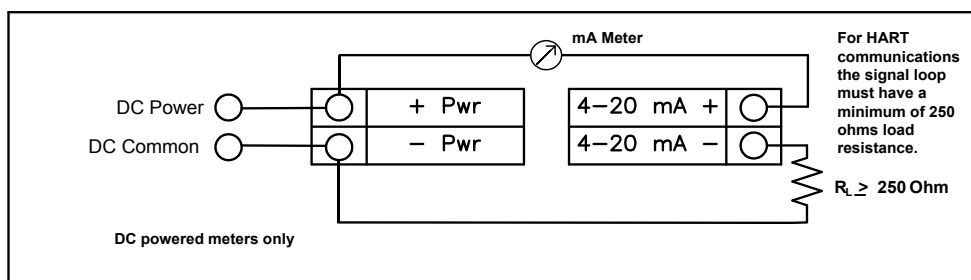 mA Meter
For HART
communications
the signal loop
must have a
minimum of 250
ohms load
resistance.
DC Power
+ Pwr
4-20 mA +
DC Common
- Pwr
4-20 mA -
RL ≥ 250 Ohm
DC powered meters only